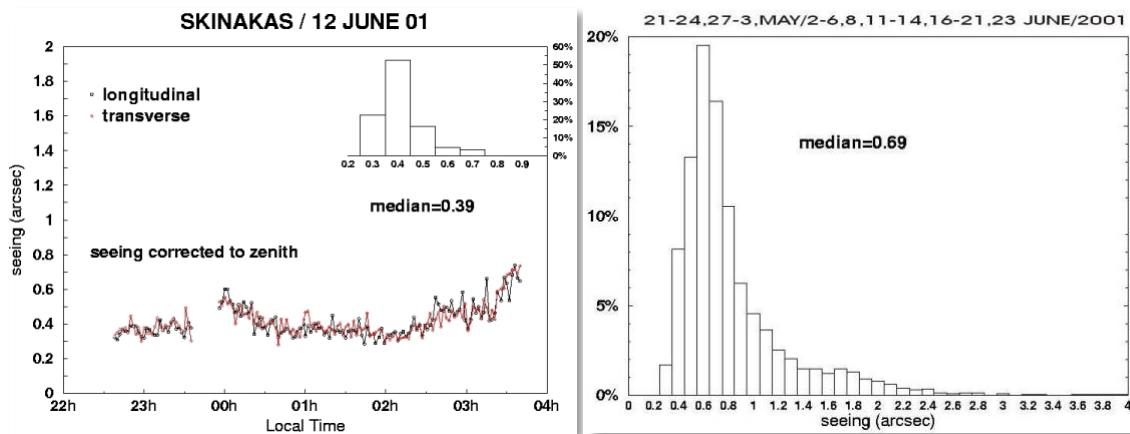 SKINAKAS / 12 JUNE 01
2
1.8
1.6
1.4
1.2
1
0.8
0.6
0.4
0.2
0
seeing (arcsec)
longitudinal
transverse
60%
50%
40%
30%
20%
10%
0%
0.2 0.3 0.4 0.5 0.6 0.7 0.8 0.9
median=0.39
seeing corrected to zenith
22h 23h 00h 01h 02h 03h 04h
Local Time
21-24,27-3,MAY/2-6,8,11-14,16-21,23 JUNE/2001
20%
15%
10%
5%
0%
median=0.69
0 0.2 0.4 0.6 0.8 1 1.2 1.4 1.6 1.8 2 2.2 2.4 2.6 2.8 3 3.2 3.4 3.6 3.8 4
seeing (arcsec)